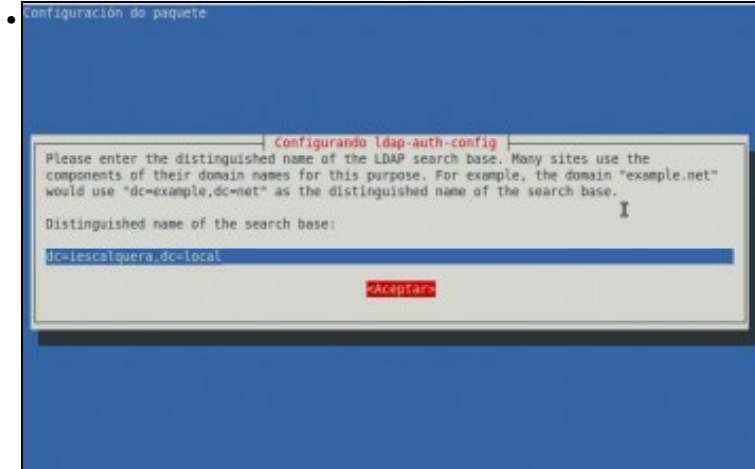 Configuración do paquete
Configurando ldap-auth-config
Please enter the distinguished name of the LDAP search base. Many sites use the
components of their domain names for this purpose. For example, the domain "example.net"
would use "dc=example,dc=net" as the distinguished name of the search base.
Distinguished name of the search base:
dc=iescalquera,dc=local
<Aceptar>